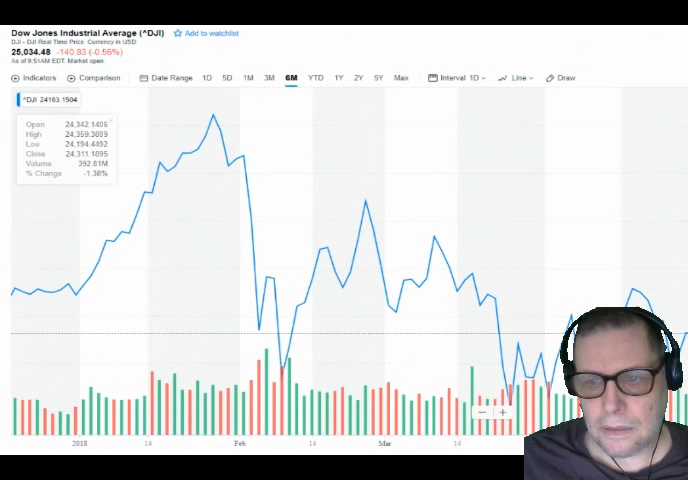 Dow Jones Industrial Average (^DJI) Add to watchlist
DJI - DJI Real Time Price. Currency in USD
25,034.48 -140.83 (-0.56%)
As of 9:51AM EDT. Market open
Indicators Comparison Date Range 1D 5D 1M 3M 6M YTD 1Y 2Y 5Y Max Interval 1D Line Draw
^DJI 24163.1504
Open 24,342.1486
High 24,359.3809
Low 24,194.4492
Close 24,311.1895
Volume 392.81M
% Change -1.38%
2018 14 Feb 14 Mar 14